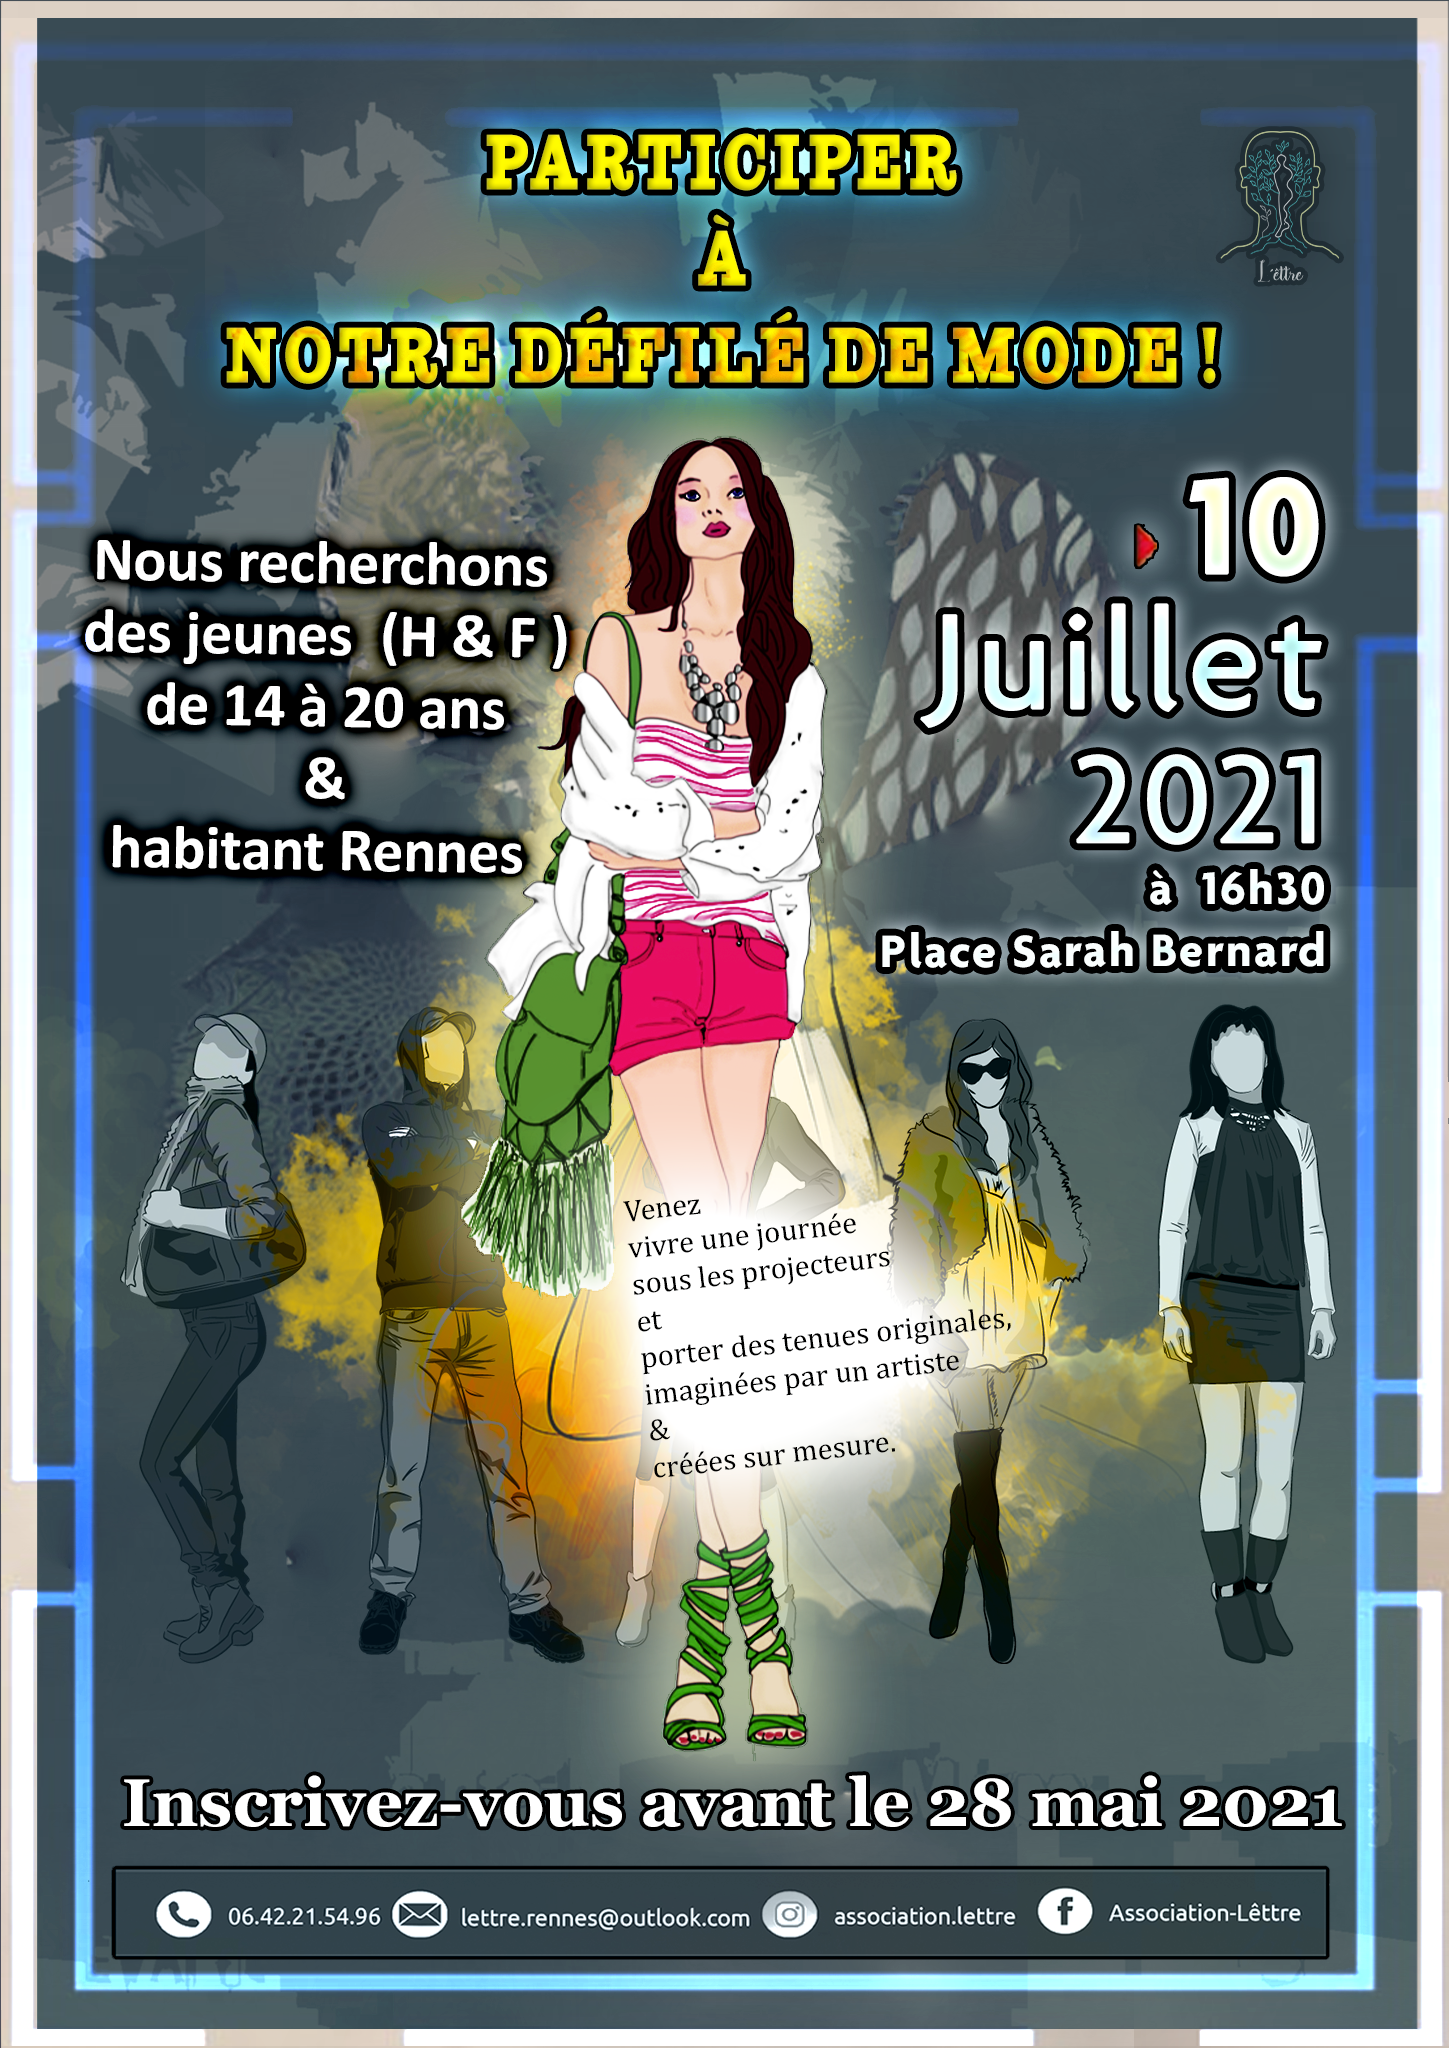 PARTICIPER
À
NOTRE DÉFILÉ DE MODE !
L'êttre
Nous recherchons
des jeunes (H & F )
de 14 à 20 ans
&
habitant Rennes
10
Juillet
2021
à 16h30
Place Sarah Bernard
Venez
vivre une journée
sous les projecteurs
et
porter des tenues originales,
imaginées par un artiste
&
créées sur mesure.
Inscrivez-vous avant le 28 mai 2021
06.42.21.54.96 lettre.rennes@outlook.com association.lettre Association-Lêttre